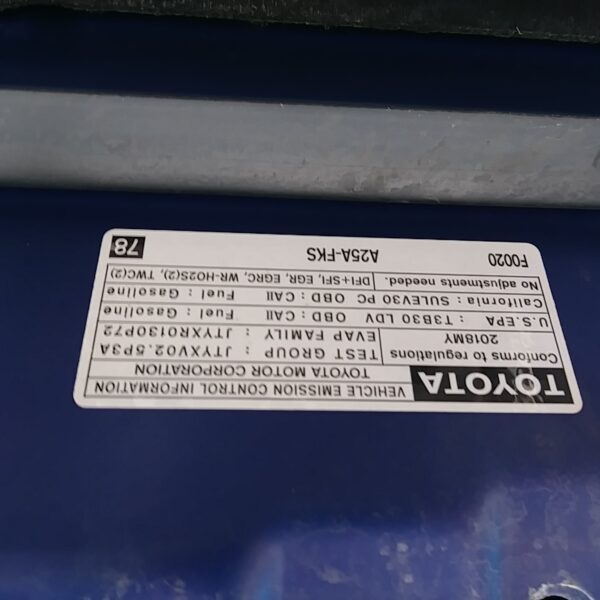 TOYOTA VEHICLE EMISSION CONTROL INFORMATION
TOYOTA MOTOR CORPORATION
Conforms to regulations TEST GROUP : JTYXV02.5P3A
2018MY EVAP FAMILY : JTYXR0130P72
U.S.EPA : T3B30 LDV OBD : CAII Fuel : Gasoline
California : SULEV30 PC OBD : CAII Fuel : Gasoline
No adjustments needed. DFI+SFI, EGR, EGRC, WR-HO2S(2), TWC(2)
F0020 A25A-FKS 78